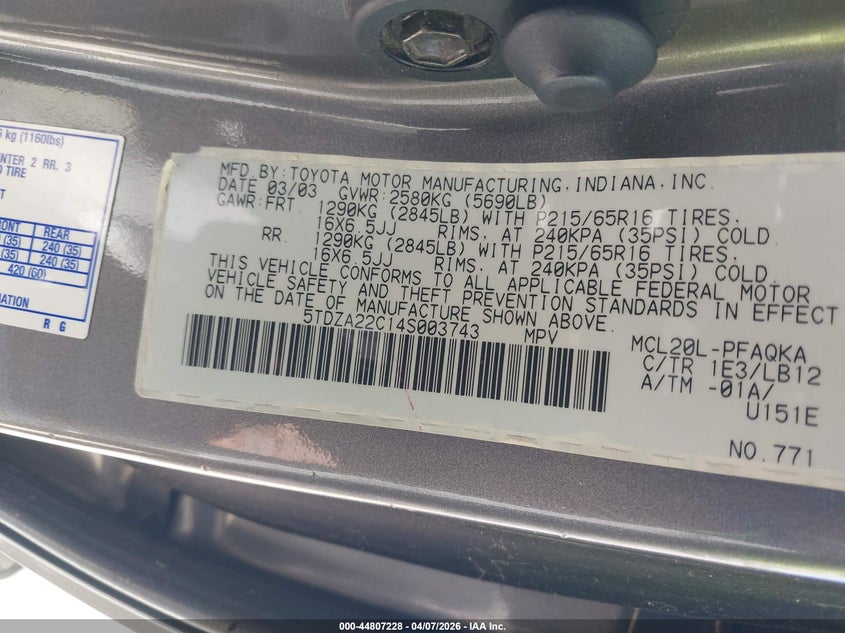 6 kg (1160lbs)
NTER 2 RR. 3
TIRE
RONT REAR
(35) 240 (35)
(35) 240 (35)
420 (60)
MATION
R G
MFD BY:TOYOTA MOTOR MANUFACTURING, INDIANA, INC.
DATE 03/03 GVWR:2580KG (5690LB)
GAWR:FRT. 1290KG (2845LB) WITH P215/65R16 TIRES,
16X6.5JJ RIMS, AT 240KPA (35PSI) COLD.
RR. 1290KG (2845LB) WITH P215/65R16 TIRES,
16X6.5JJ RIMS, AT 240KPA (35PSI) COLD.
THIS VEHICLE CONFORMS TO ALL APPLICABLE FEDERAL MOTOR
VEHICLE SAFETY AND THEFT PREVENTION STANDARDS IN EFFECT
ON THE DATE OF MANUFACTURE SHOWN ABOVE.
5TDZA22C14S003743 MPV
MCL20L-PFAQKA
C/TR 1E3/LB12
A/TM -01A/
U151E
NO.771
000-44807228 - 04/07/2026 - IAA Inc.